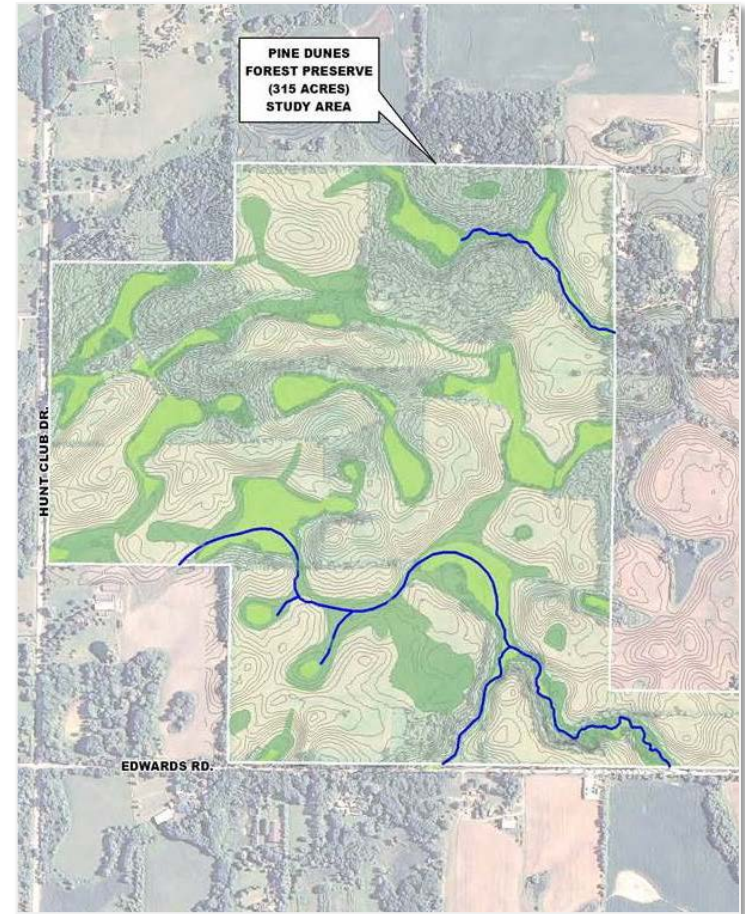 PINE DUNES
FOREST PRESERVE
(315 ACRES)
STUDY AREA
HUNT CLUB DR.
EDWARDS RD.